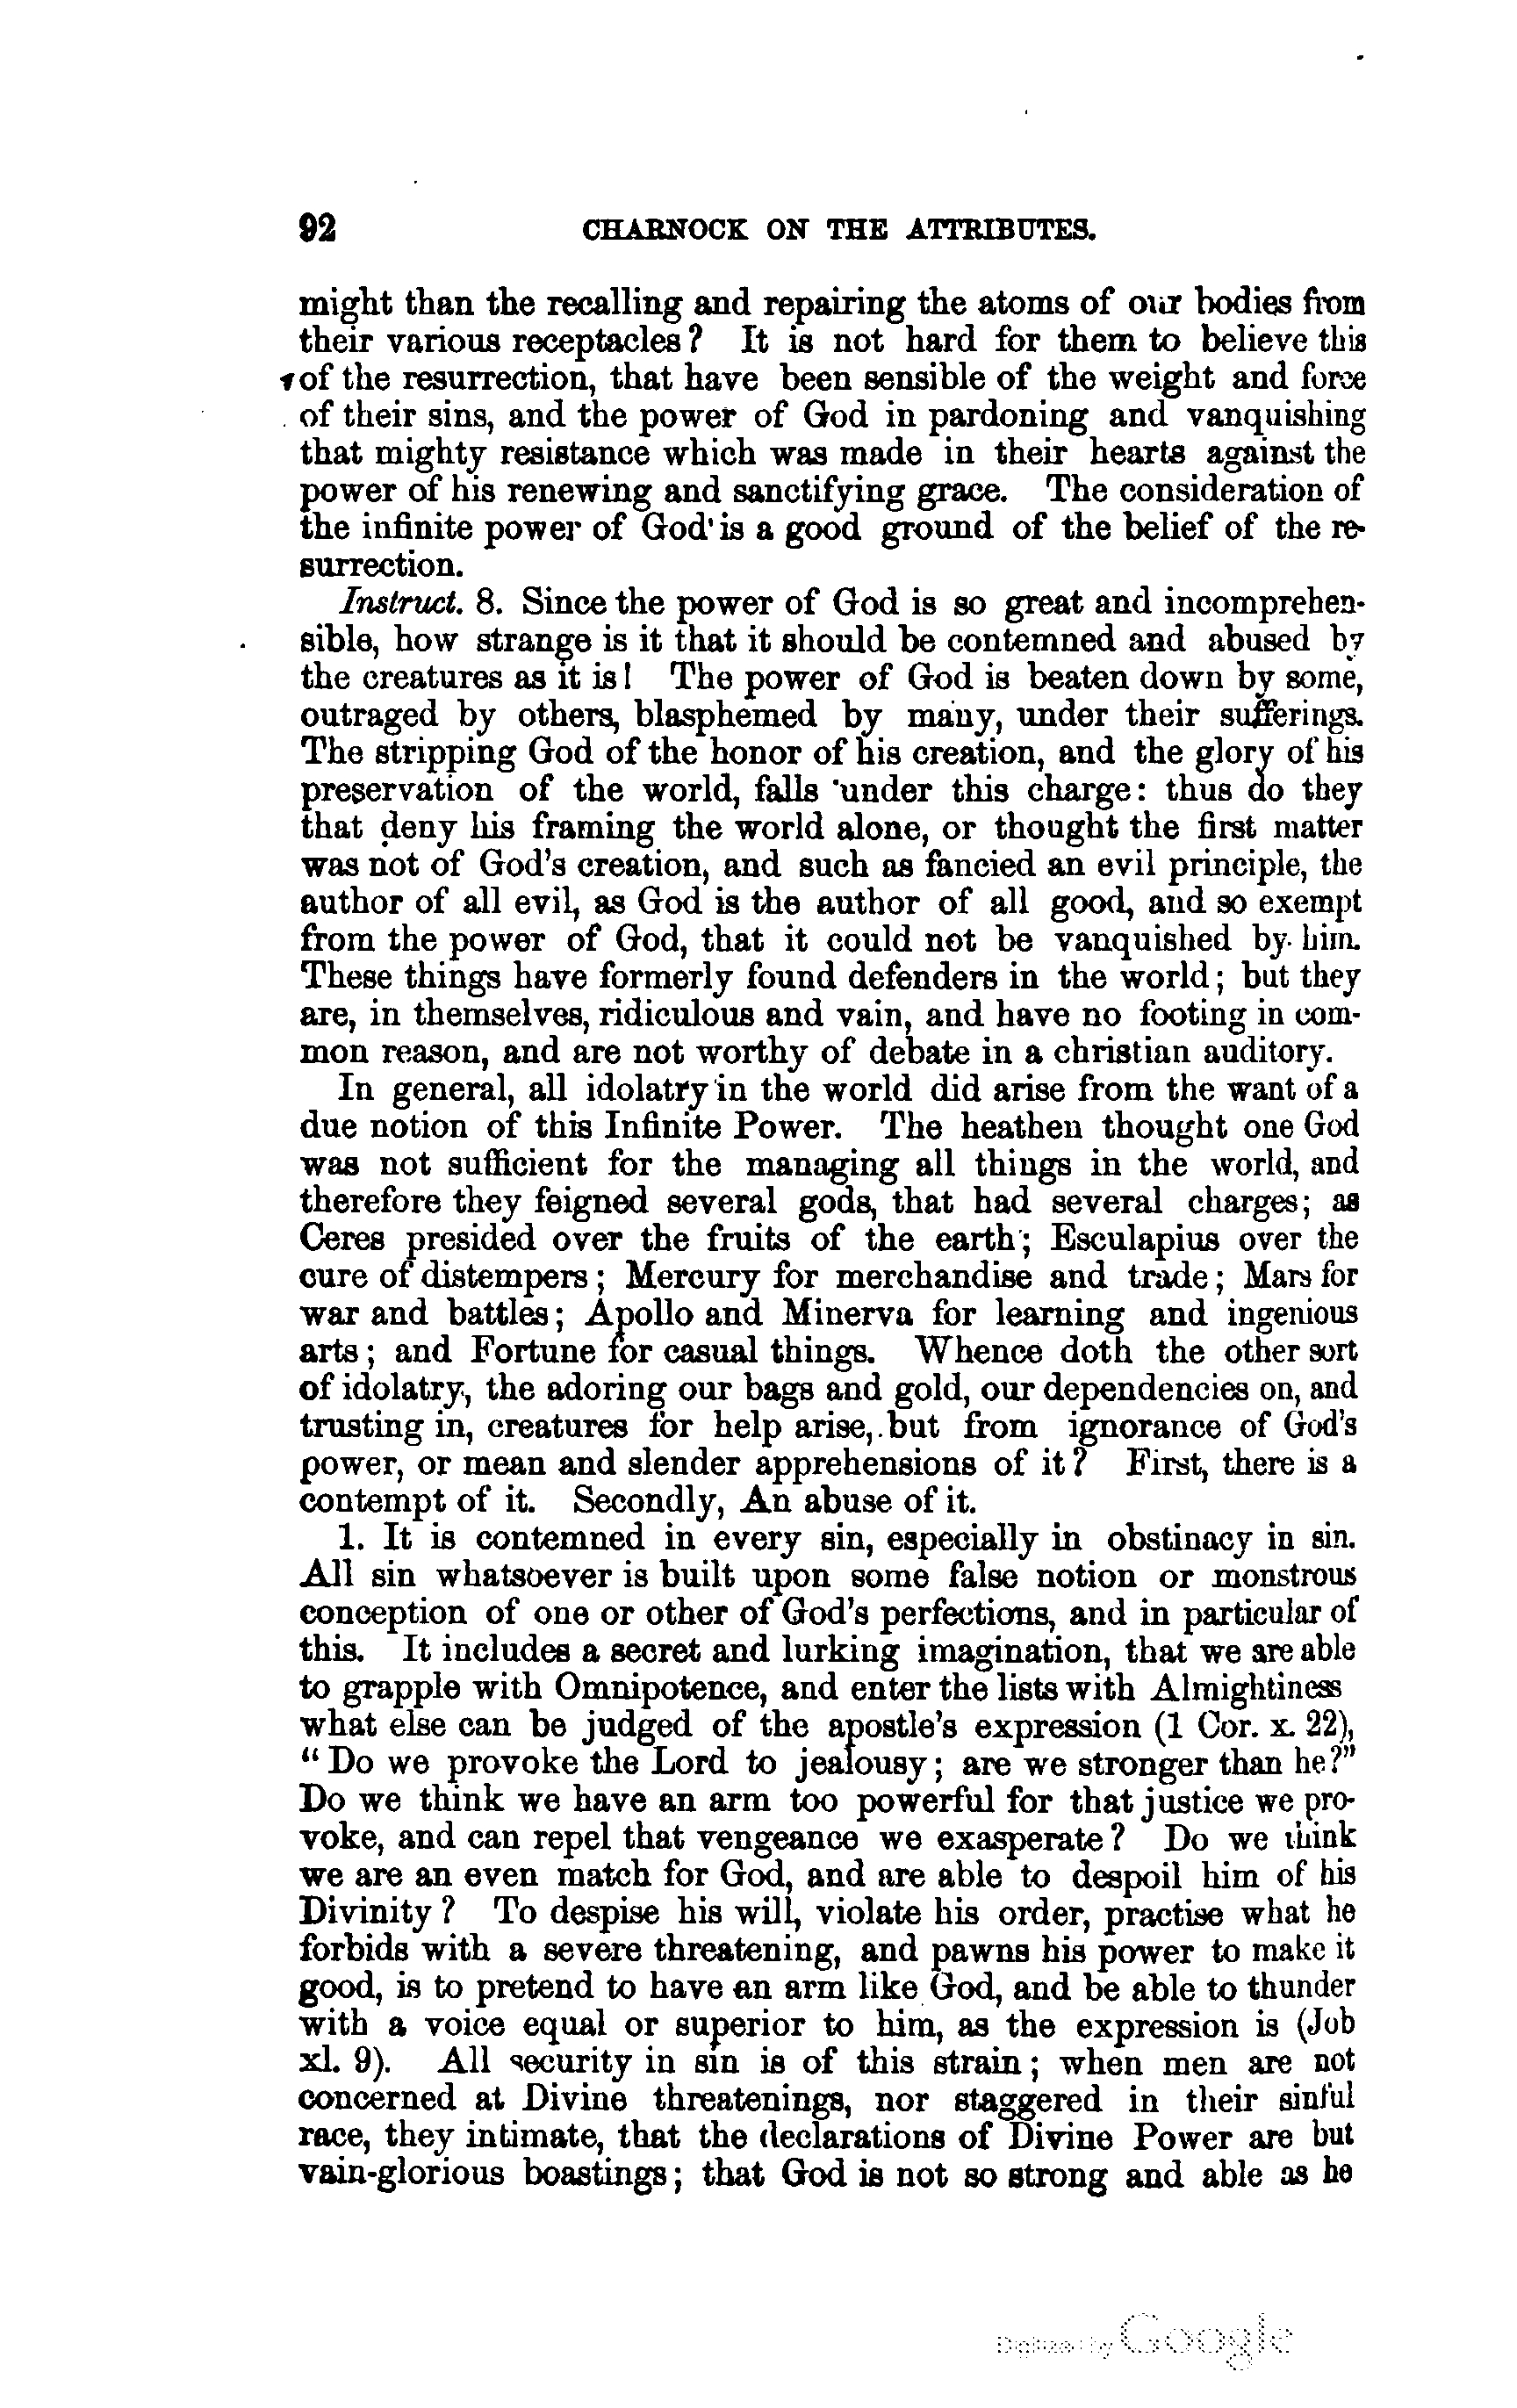 92 CHARNOCK ON THE ATTRIBUTES.
might than the recalling and repairing the atoms of our bodies from
their various receptacles? It is not hard for them to believe this
of the resurrection, that have been sensible of the weight and force
of their sins, and the power of God in pardoning and vanquishing
that mighty resistance which was made in their hearts against the
power of his renewing and sanctifying grace. The consideration of
the infinite power of God is a good ground of the belief of the re-
surrection.
Instruct. 8. Since the power of God is so great and incomprehen-
sible, how strange is it that it should be contemned and abused by
the creatures as it is! The power of God is beaten down by some,
outraged by others, blasphemed by many, under their sufferings.
The stripping God of the honor of his creation, and the glory of his
preservation of the world, falls under this charge: thus do they
that deny his framing the world alone, or thought the first matter
was not of God's creation, and such as fancied an evil principle, the
author of all evil, as God is the author of all good, and so exempt
from the power of God, that it could not be vanquished by him.
These things have formerly found defenders in the world; but they
are, in themselves, ridiculous and vain, and have no footing in com-
mon reason, and are not worthy of debate in a christian auditory.
In general, all idolatry in the world did arise from the want of a
due notion of this Infinite Power. The heathen thought one God
was not sufficient for the managing all things in the world, and
therefore they feigned several gods, that had several charges; as
Ceres presided over the fruits of the earth; Esculapius over the
cure of distempers; Mercury for merchandise and trade; Mars for
war and battles; Apollo and Minerva for learning and ingenious
arts; and Fortune for casual things. Whence doth the other sort
of idolatry, the adoring our bags and gold, our dependencies on, and
trusting in, creatures for help arise, but from ignorance of God's
power, or mean and slender apprehensions of it? First, there is a
contempt of it. Secondly, An abuse of it.
1. It is contemned in every sin, especially in obstinacy in sin.
All sin whatsoever is built upon some false notion or monstrous
conception of one or other of God's perfections, and in particular of
this. It includes a secret and lurking imagination, that we are able
to grapple with Omnipotence, and enter the lists with Almightiness
what else can be judged of the apostle's expression (1 Cor. x. 22),
"Do we provoke the Lord to jealousy; are we stronger than he?"
Do we think we have an arm too powerful for that justice we pro-
voke, and can repel that vengeance we exasperate? Do we think
we are an even match for God, and are able to despoil him of his
Divinity? To despise his will, violate his order, practise what he
forbids with a severe threatening, and pawns his power to make it
good, is to pretend to have an arm like God, and be able to thunder
with a voice equal or superior to him, as the expression is (Job
xl. 9). All security in sin is of this strain; when men are not
concerned at Divine threatenings, nor staggered in their sinful
race, they intimate, that the declarations of Divine Power are but
vain-glorious boastings; that God is not so strong and able as he
Digitized by Google